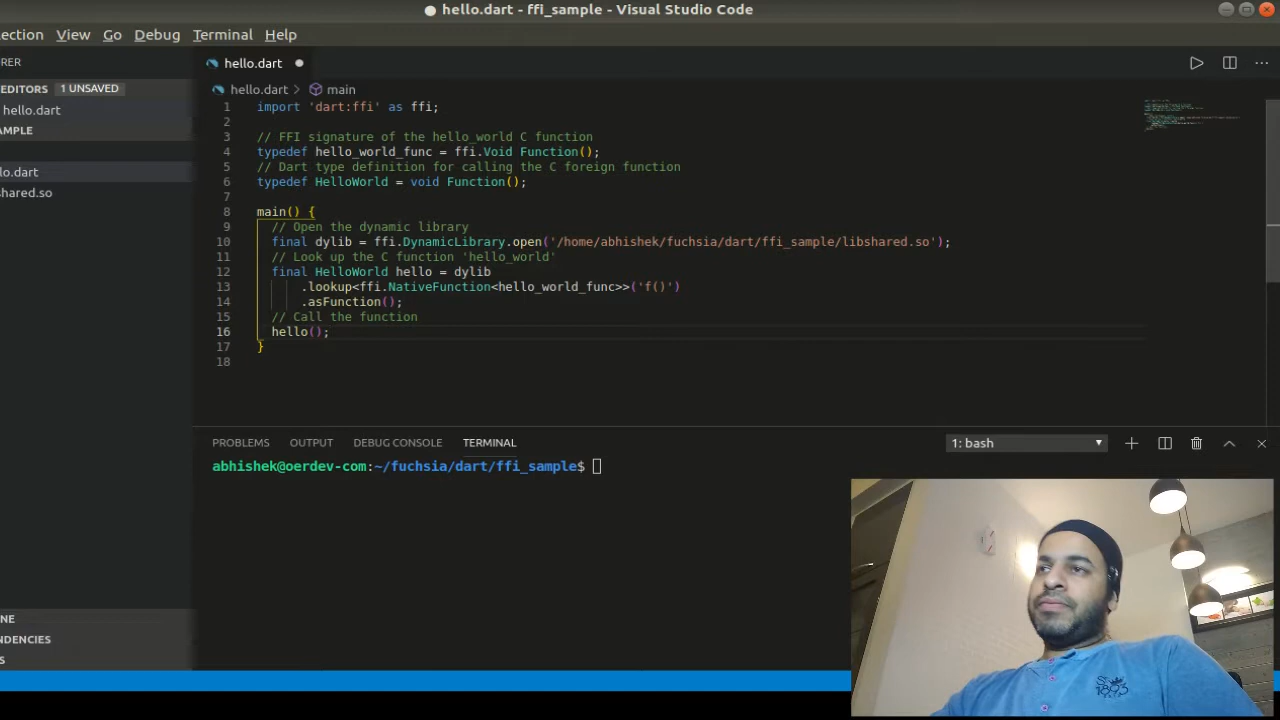 hello.dart - ffi_sample - Visual Studio Code
ection View Go Debug Terminal Help
RER
EDITORS 1 UNSAVED
hello.dart
AMPLE
lo.dart
shared.so
NE
NDENCIES
S
hello.dart
hello.dart > main
1 import 'dart:ffi' as ffi;
2
3 // FFI signature of the hello_world C function
4 typedef hello_world_func = ffi.Void Function();
5 // Dart type definition for calling the C foreign function
6 typedef HelloWorld = void Function();
7
8 main() {
9 // Open the dynamic library
10 final dylib = ffi.DynamicLibrary.open('/home/abhishek/fuchsia/dart/ffi_sample/libshared.so');
11 // Look up the C function 'hello_world'
12 final HelloWorld hello = dylib
13 .lookup<ffi.NativeFunction<hello_world_func>>('f()')
14 .asFunction();
15 // Call the function
16 hello();
17 }
18
PROBLEMS OUTPUT DEBUG CONSOLE TERMINAL 1: bash
abhishek@oerdev-com:~/fuchsia/dart/ffi_sample$
1803